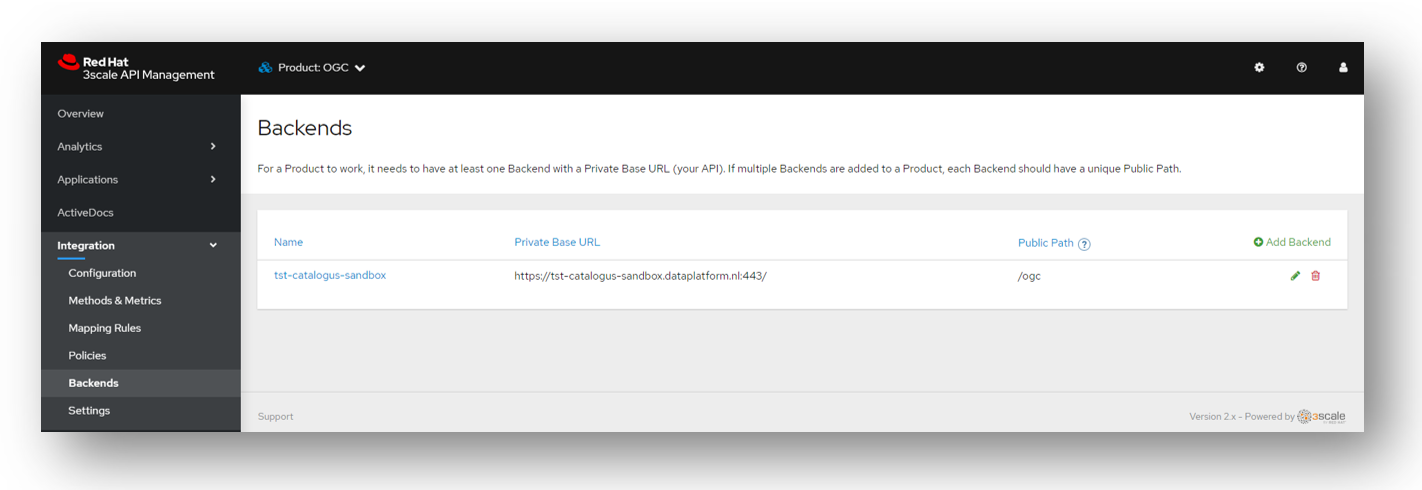 Red Hat
3scale API Management
Product: OGC
Overview
Analytics
Applications
ActiveDocs
Integration
Configuration
Methods & Metrics
Mapping Rules
Policies
Backends
Settings
Backends
For a Product to work, it needs to have at least one Backend with a Private Base URL (your API). If multiple Backends are added to a Product, each Backend should have a unique Public Path.
Name Private Base URL Public Path ? Add Backend
tst-catalogus-sandbox https://tst-catalogus-sandbox.dataplatform.nl:443/ /ogc
Support Version 2.x - Powered by 3scale